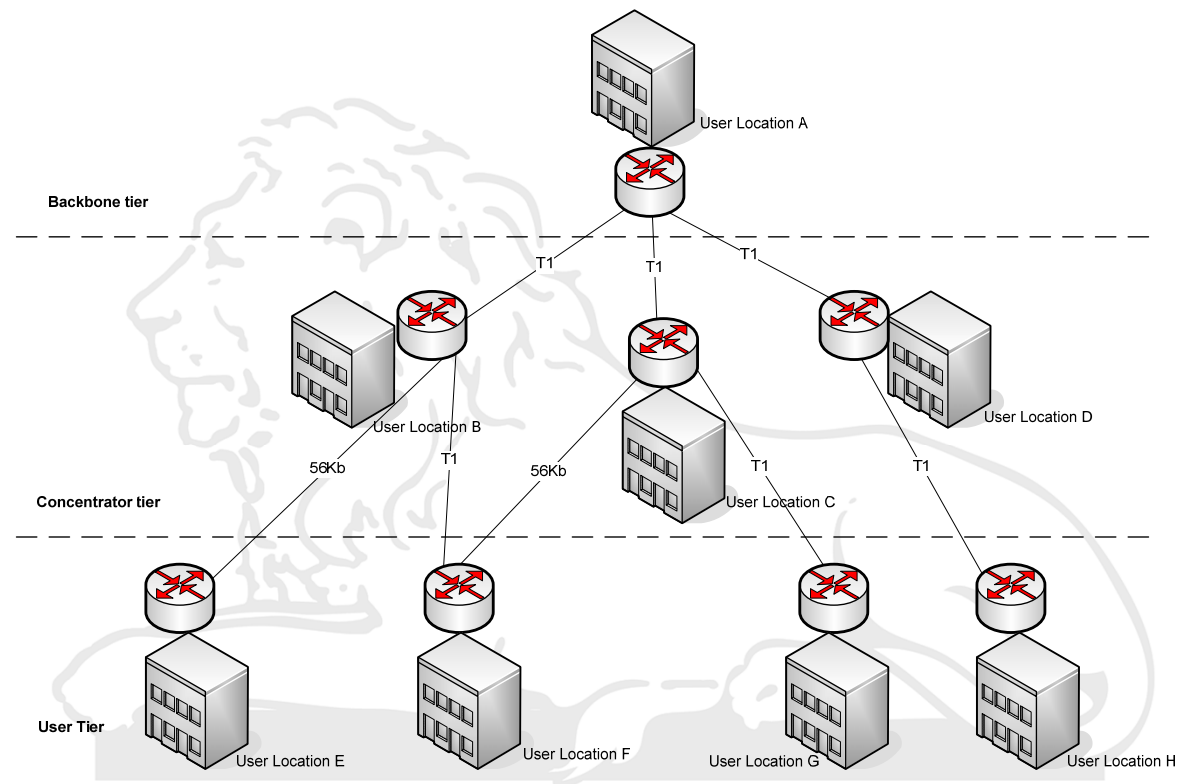 User Location A
Backbone tier
T1
T1
T1
User Location B
User Location D
56Kb
T1
56Kb
T1
T1
Concentrator tier
User Location C
User Tier
User Location E
User Location F
User Location G
User Location H